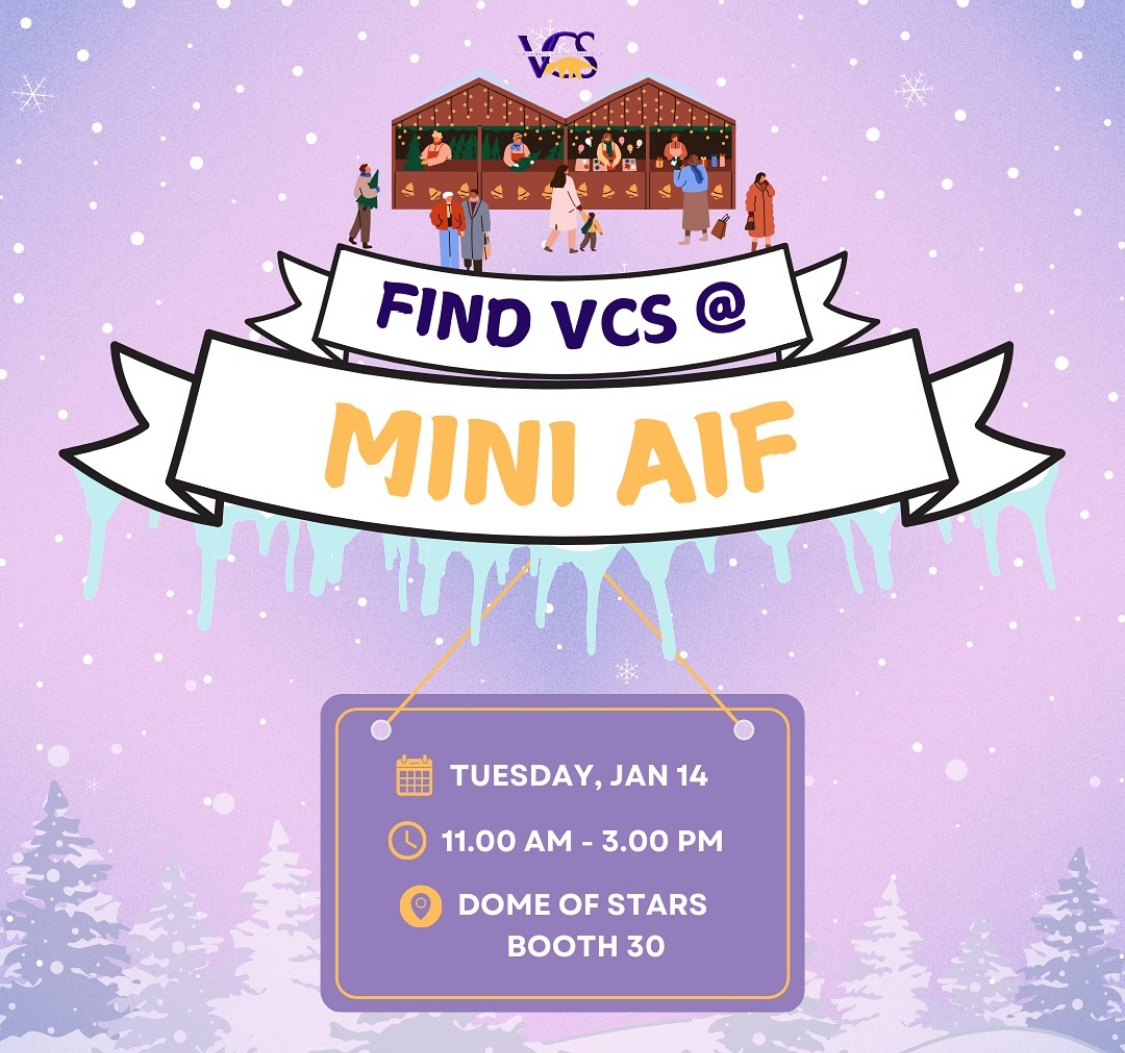 VCS
FIND VCS @
MINI AIF
TUESDAY, JAN 14
11.00 AM - 3.00 PM
DOME OF STARS
BOOTH 30